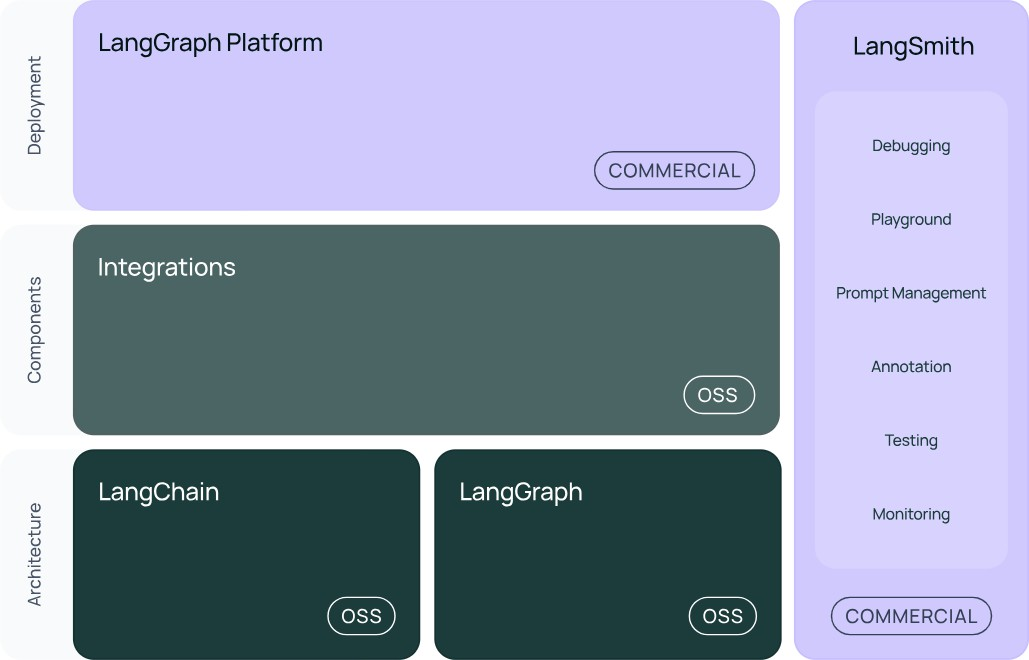 Deployment
LangGraph Platform
COMMERCIAL
Components
Integrations
OSS
Architecture
LangChain
OSS
LangGraph
OSS
LangSmith
Debugging
Playground
Prompt Management
Annotation
Testing
Monitoring
COMMERCIAL